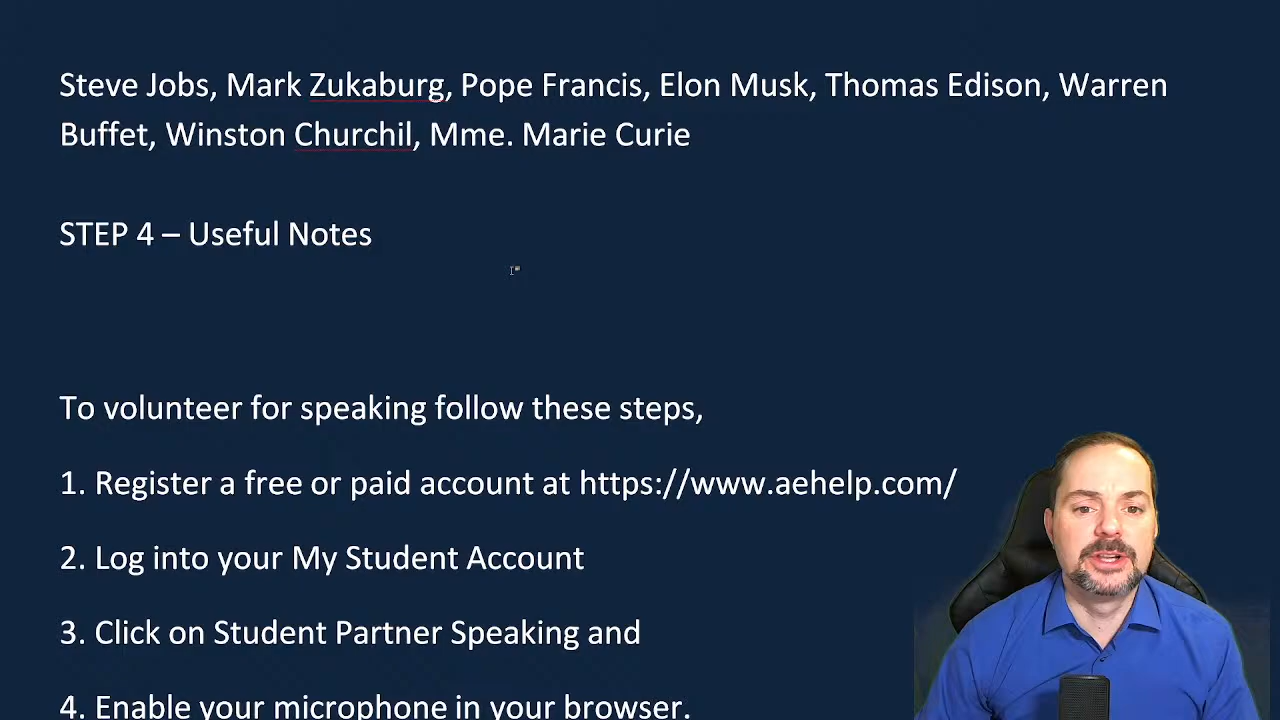 Steve Jobs, Mark Zukaburg, Pope Francis, Elon Musk, Thomas Edison, Warren
Buffet, Winston Churchil, Mme. Marie Curie
STEP 4 – Useful Notes
To volunteer for speaking follow these steps,
1. Register a free or paid account at https://www.aehelp.com/
2. Log into your My Student Account
3. Click on Student Partner Speaking and
4. Enable your microphone in your browser.